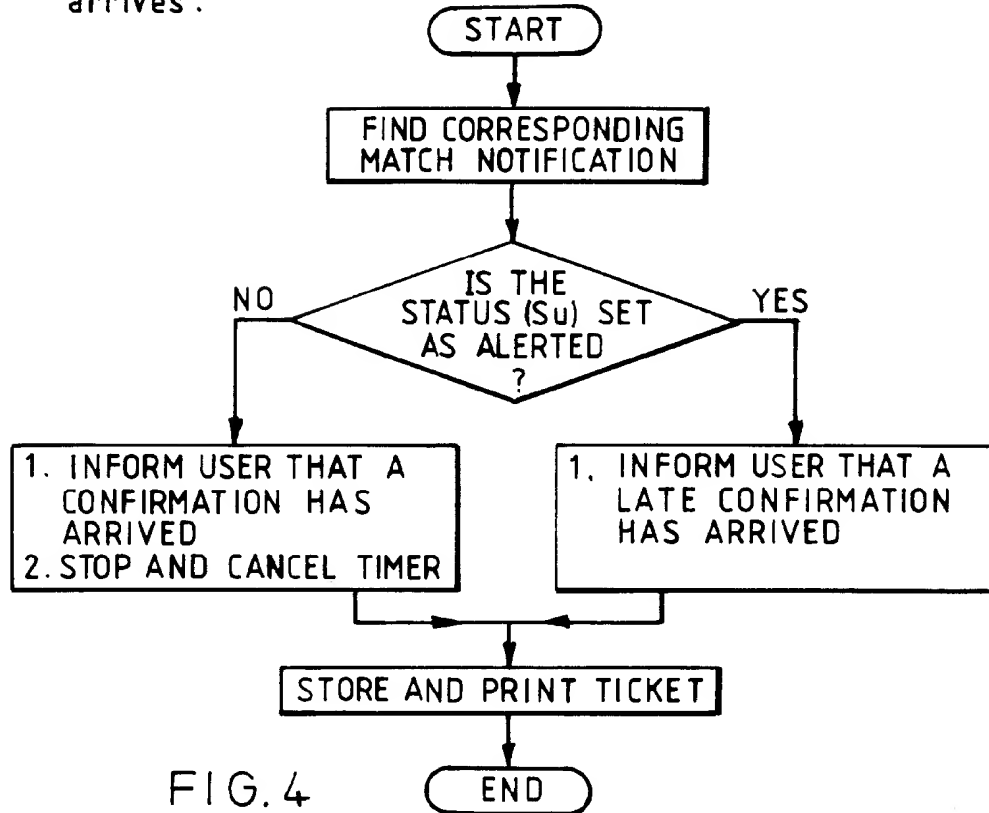 arrives.
START
FIND CORRESPONDING
MATCH NOTIFICATION
IS THE
STATUS (Su) SET
AS ALERTED
?
NO
YES
1. INFORM USER THAT A
CONFIRMATION HAS
ARRIVED
2. STOP AND CANCEL TIMER
1. INFORM USER THAT A
LATE CONFIRMATION
HAS ARRIVED
STORE AND PRINT TICKET
END
FIG. 4